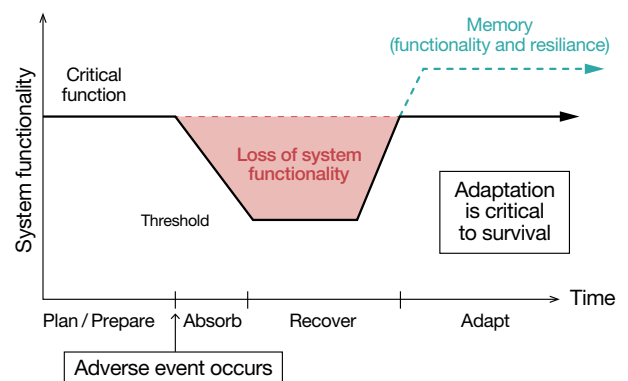 Memory
(functionality and resiliance)
Critical
function
System functionality
Loss of system
functionality
Threshold
Adaptation
is critical
to survival
Time
Plan / Prepare
Absorb
Recover
Adapt
Adverse event occurs